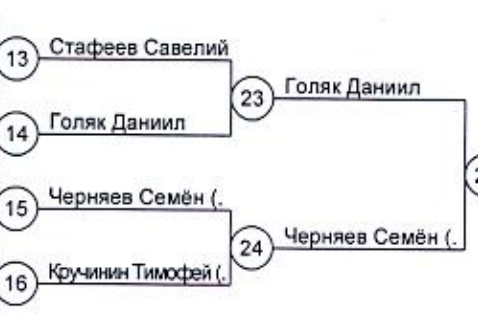 13 Стафеев Савелий
23 Голяк Даниил
14 Голяк Даниил
15 Черняев Семён (.
24 Черняев Семён (.
16 Кручинин Тимофей (.